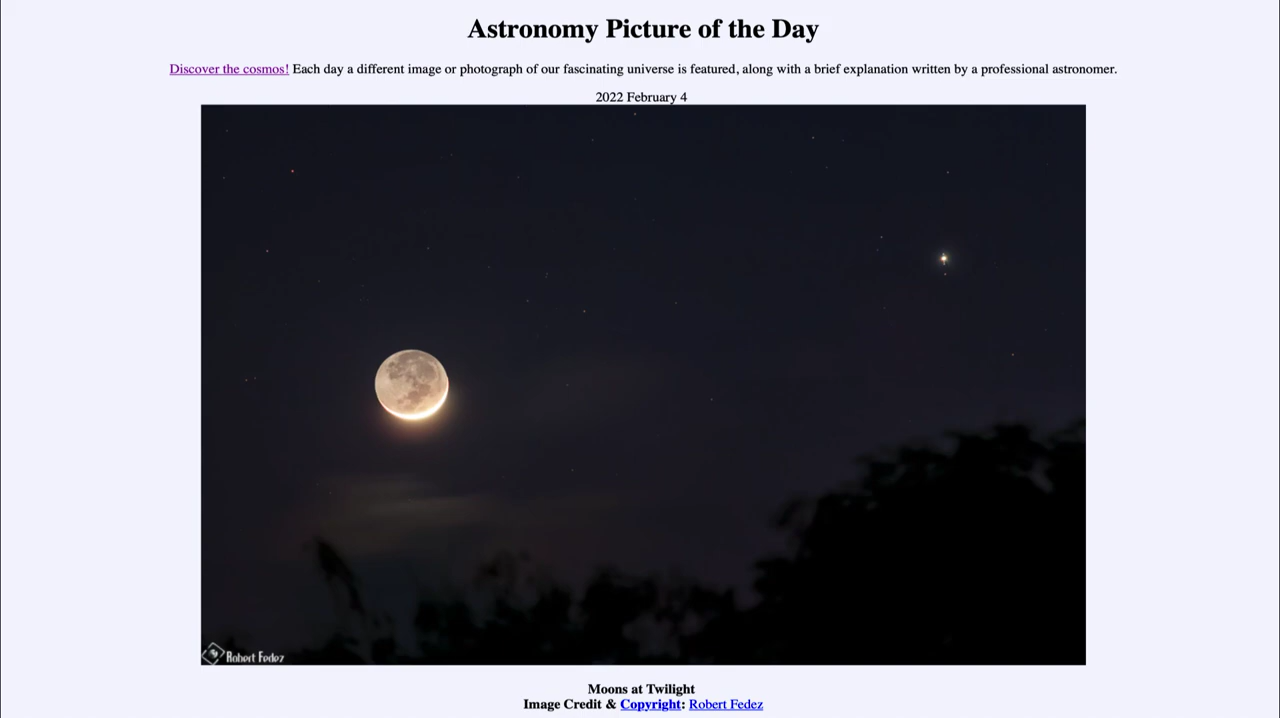 Astronomy Picture of the Day
Discover the cosmos! Each day a different image or photograph of our fascinating universe is featured, along with a brief explanation written by a professional astronomer.
2022 February 4
Robert Fedez
Moons at Twilight
Image Credit & Copyright: Robert Fedez